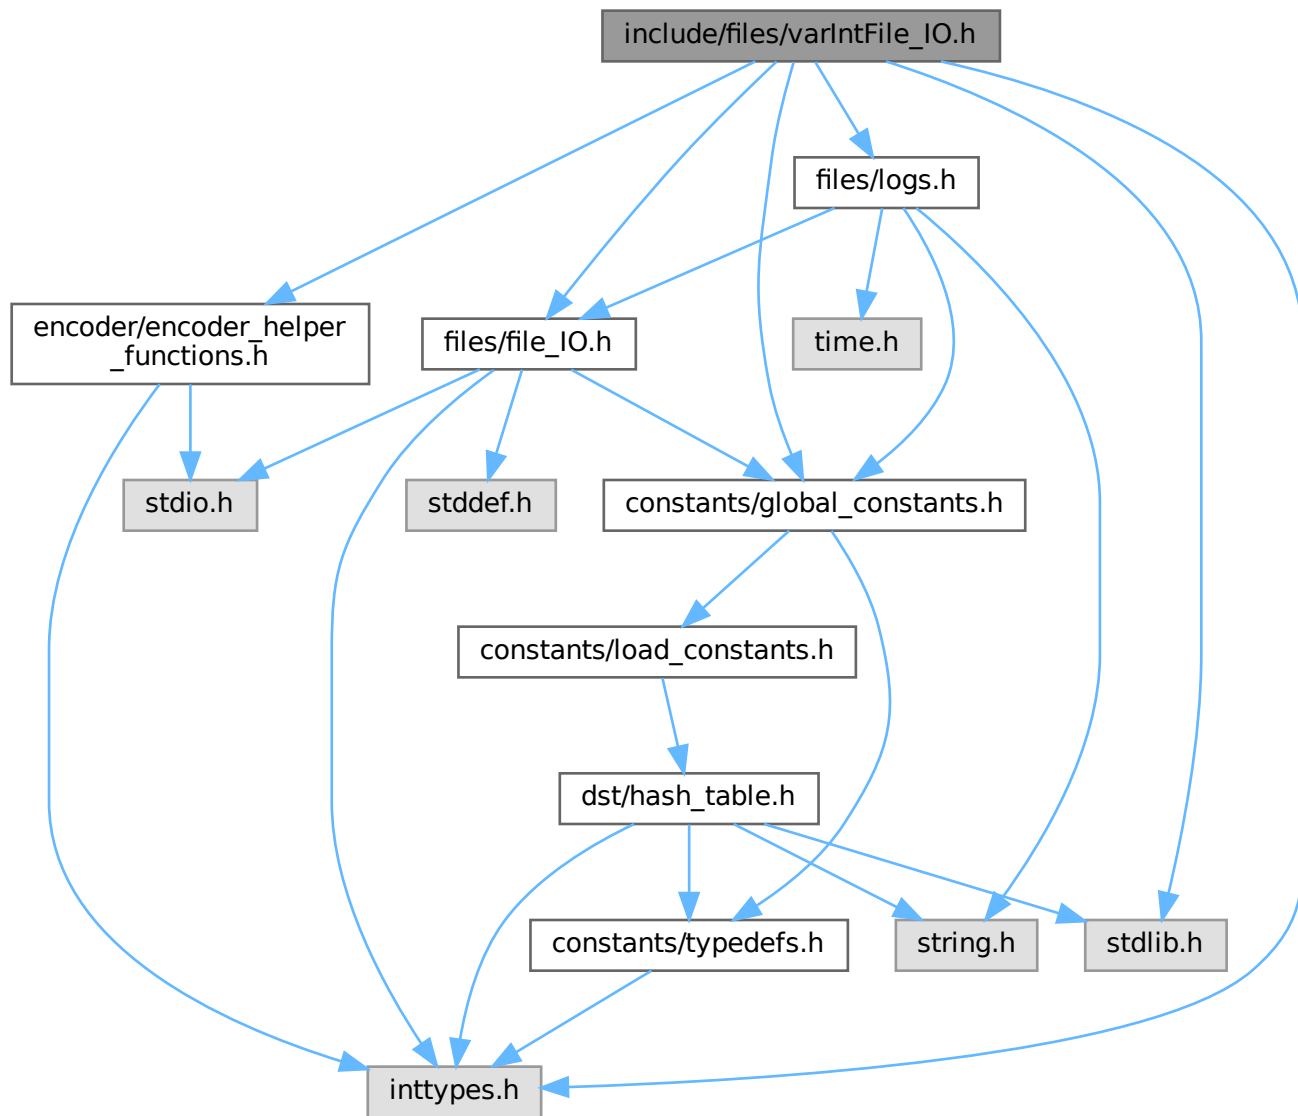 include/files/varIntFile_IO.h
files/logs.h
encoder/encoder_helper
_functions.h
files/file_IO.h
time.h
stdio.h
stddef.h
constants/global_constants.h
constants/load_constants.h
dst/hash_table.h
constants/typedefs.h
string.h
stdlib.h
inttypes.h